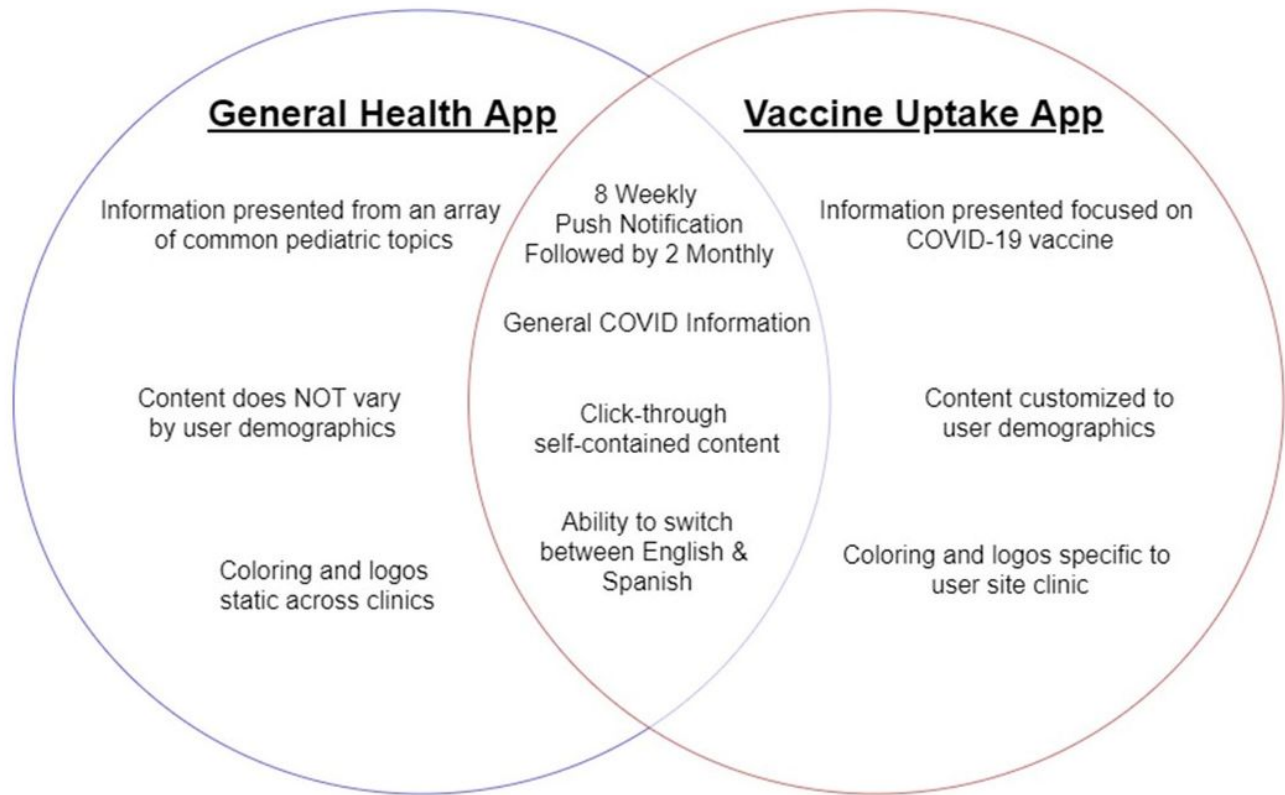 General Health App
Vaccine Uptake App
Information presented from an array
of common pediatric topics
Content does NOT vary
by user demographics
Coloring and logos
static across clinics
8 Weekly
Push Notification
Followed by 2 Monthly
General COVID Information
Click-through
self-contained content
Ability to switch
between English &
Spanish
Information presented focused on
COVID-19 vaccine
Content customized to
user demographics
Coloring and logos specific to
user site clinic